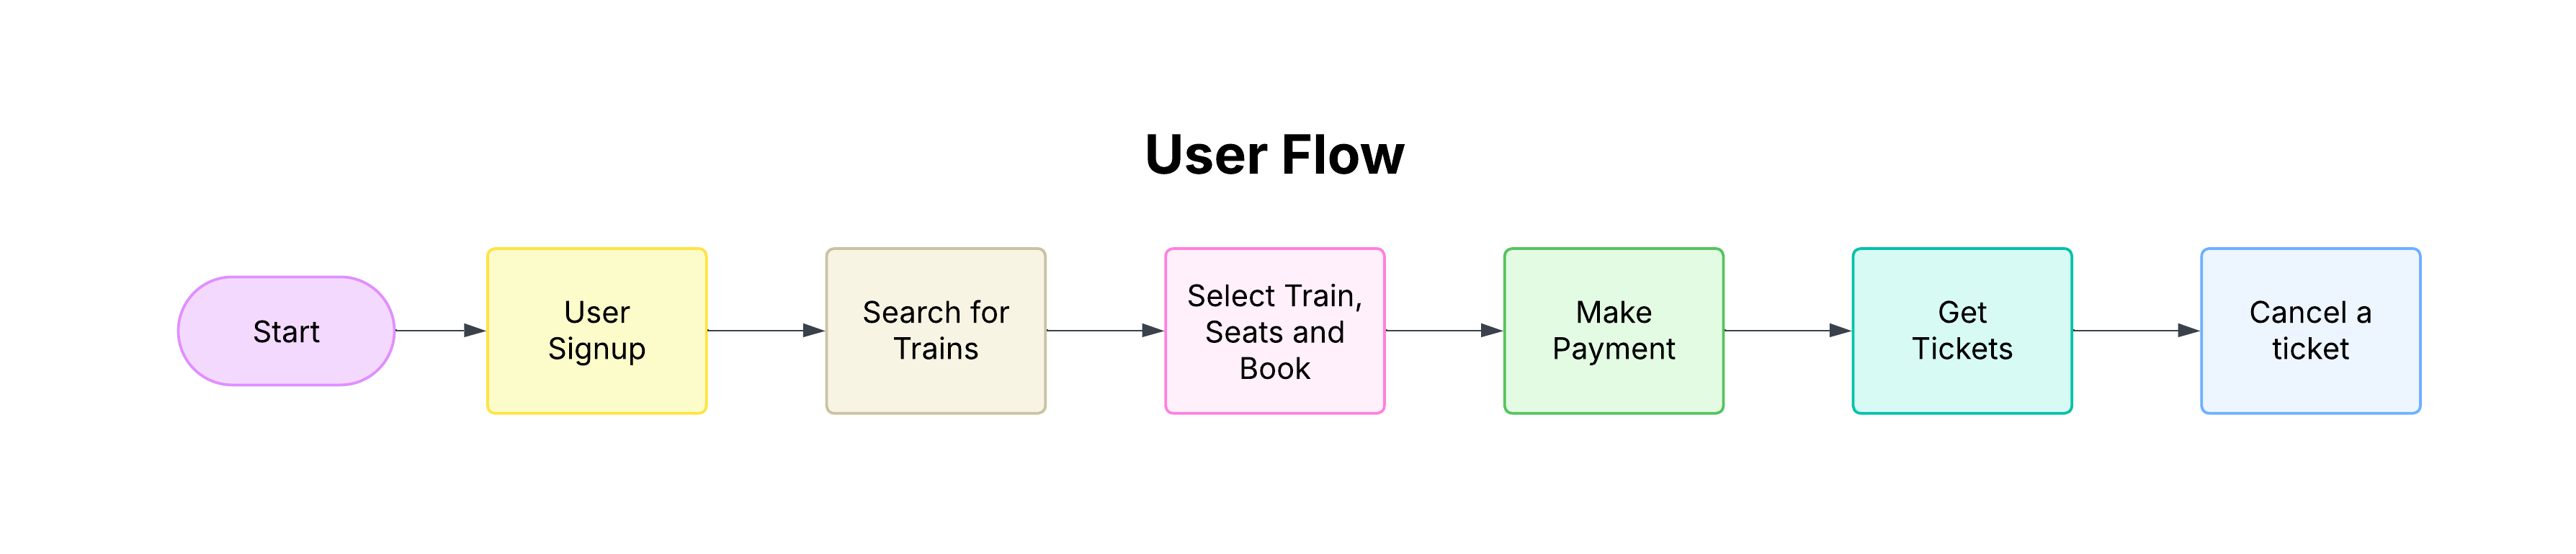 User Flow
Start
User
Signup
Search for
Trains
Select Train,
Seats and
Book
Make
Payment
Get
Tickets
Cancel a
ticket